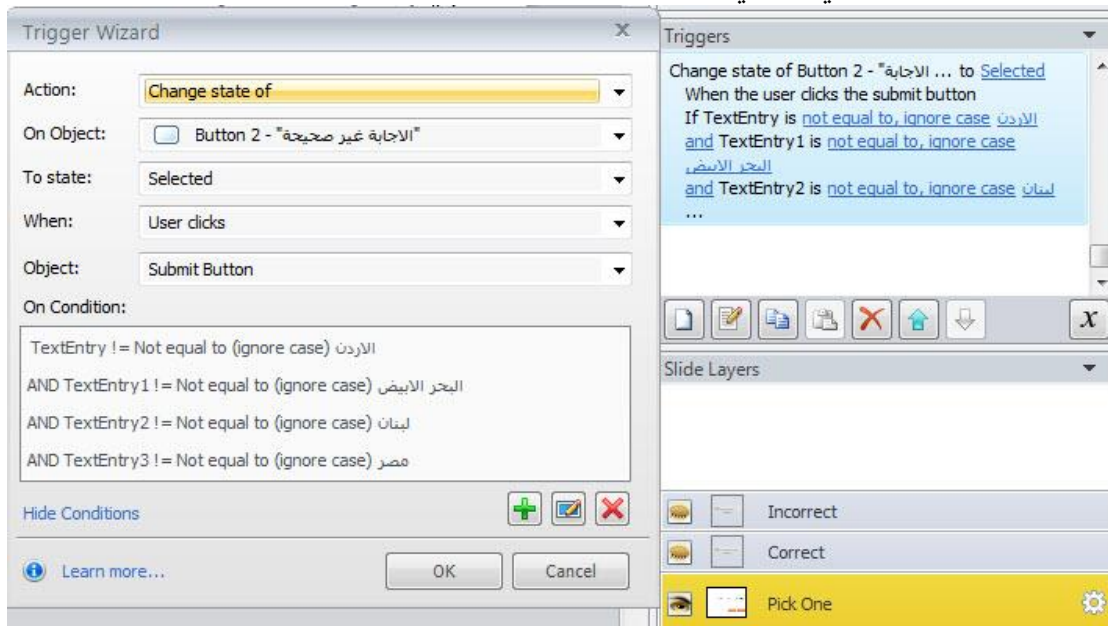 Trigger Wizard
Action:
Change state of
On Object:
Button 2 - "الاجابة غير صحيحة"
To state:
Selected
When:
User clicks
Object:
Submit Button
On Condition:
TextEntry != Not equal to (ignore case) الاردن
AND TextEntry1 != Not equal to (ignore case) البحر الابيض
AND TextEntry2 != Not equal to (ignore case) لبنان
AND TextEntry3 != Not equal to (ignore case) مصر
Hide Conditions
Learn more...
OK
Cancel
Triggers
Change state of Button 2 - "الاجابة ... to Selected
When the user clicks the submit button
If TextEntry is not equal to, ignore case الاردن
and TextEntry1 is not equal to, ignore case
البحر الابيض
and TextEntry2 is not equal to, ignore case لبنان
...
x
Slide Layers
Incorrect
Correct
Pick One